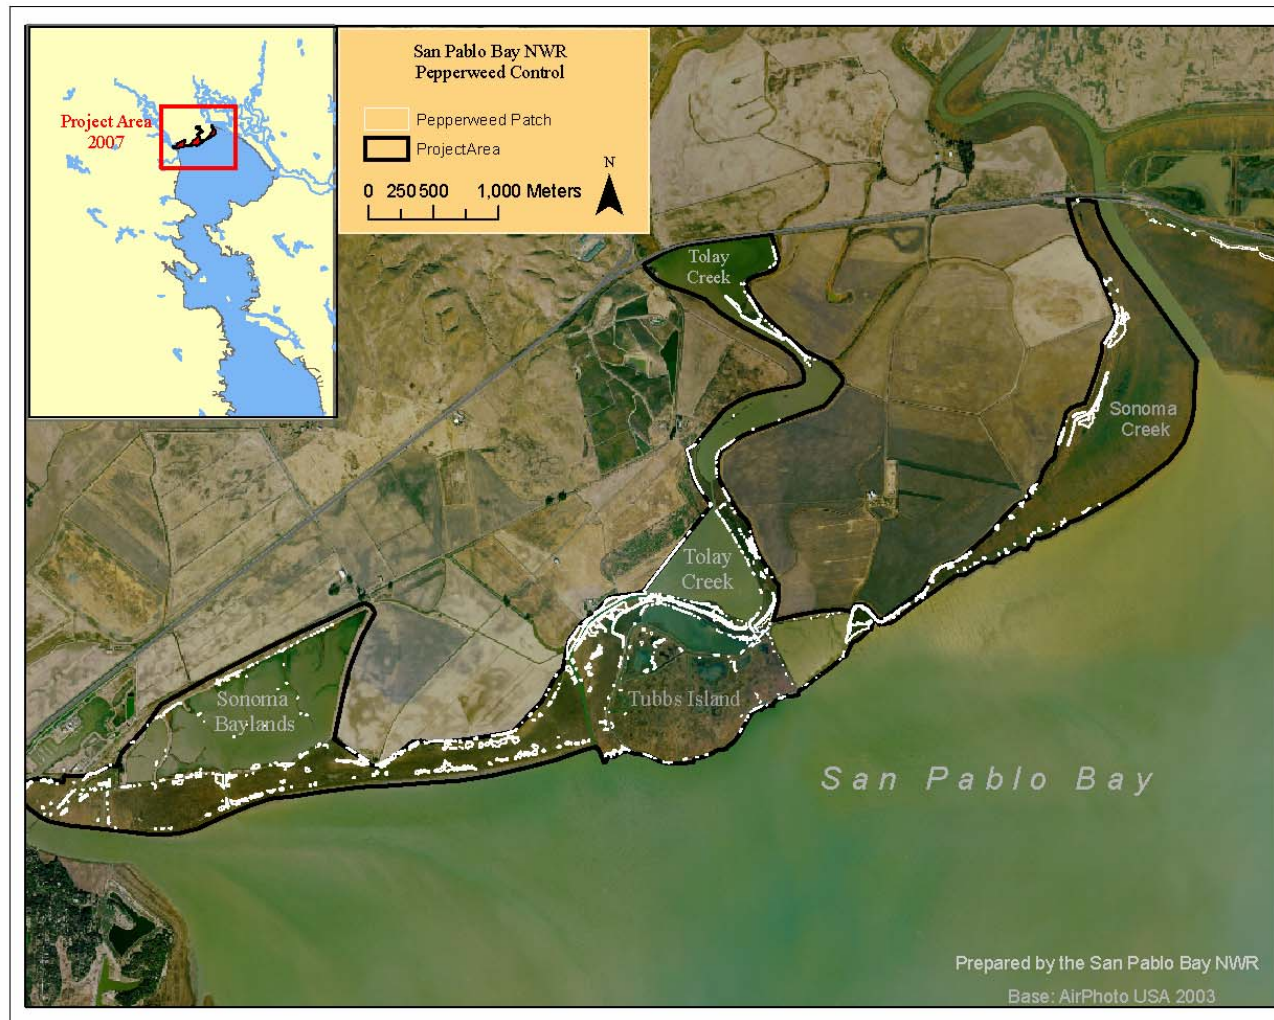 San Pablo Bay NWR
Pepperweed Control
Project Area
2007
Pepperweed Patch
ProjectArea
N
0 250 500 1,000 Meters
Tolay
Creek
Sonoma
Creek
Tolay
Creek
Sonoma
Baylands
Tubbs Island
San Pablo Bay
Prepared by the San Pablo Bay NWR
Base: AirPhoto USA 2003